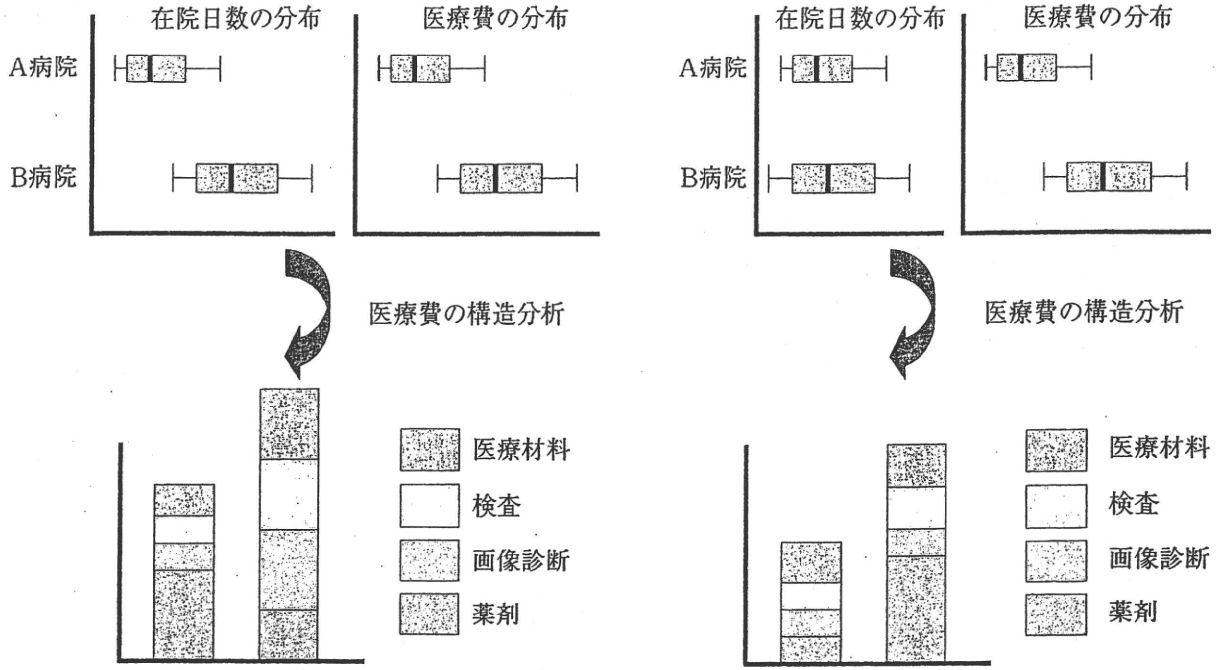 在院日数の分布
医療費の分布
A病院
B病院
医療費の構造分析
医療材料
検査
画像診断
薬剤
在院日数の分布
医療費の分布
A病院
B病院
医療費の構造分析
医療材料
検査
画像診断
薬剤